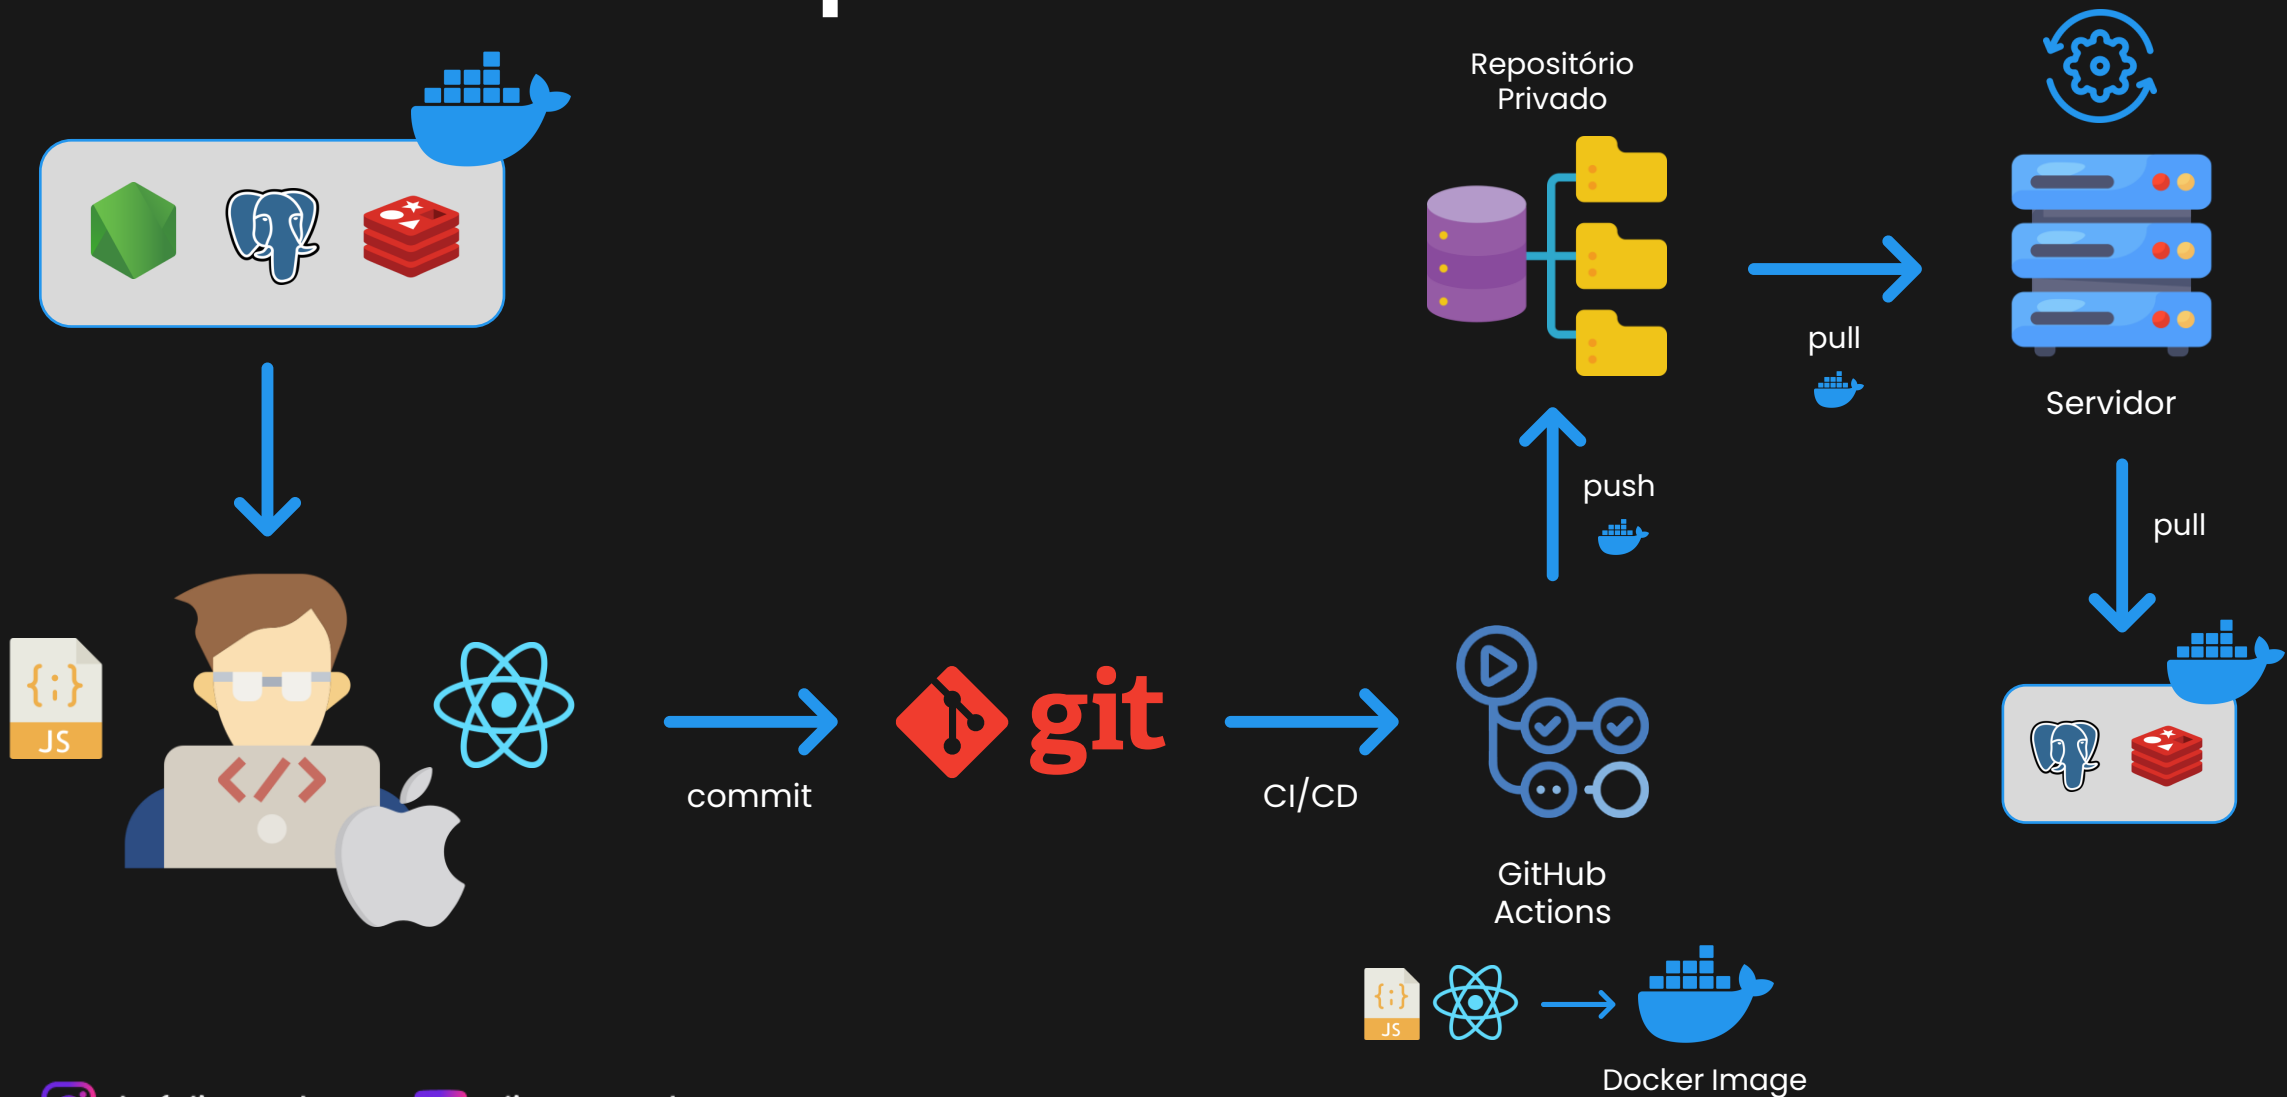 Repositório
Privado
pull
Servidor
push
pull
JS
commit
git
CI/CD
GitHub
Actions
JS
Docker Image